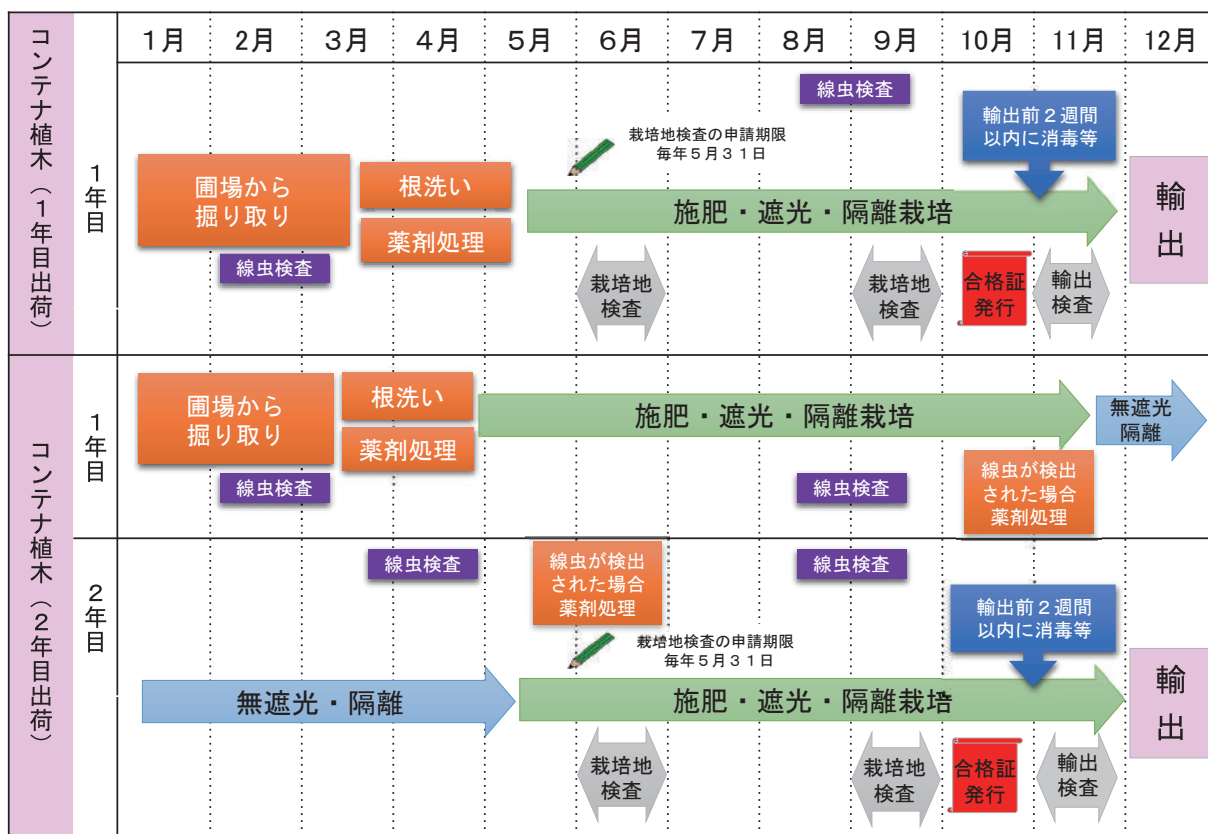 １月 2月 3月 4月 5月 6月 7月 8月 9月 10月 11月 12月
コンテナ植木（１年目出荷）
１年目
線虫検査
輸出前２週間
以内に消毒等
栽培地検査の申請期限
毎年５月３１日
圃場から
掘り取り
根洗い
薬剤処理
線虫検査
施肥・遮光・隔離栽培
輸出
栽培地
検査
栽培地
検査
合格証
発行
輸出
検査
コンテナ植木（２年目出荷）
１年目
圃場から
掘り取り
根洗い
薬剤処理
線虫検査
施肥・遮光・隔離栽培
無遮光
隔離
線虫検査
線虫が検出
された場合
薬剤処理
２年目
線虫検査
線虫が検出
された場合
薬剤処理
線虫検査
輸出前２週間
以内に消毒等
栽培地検査の申請期限
毎年５月３１日
無遮光・隔離
施肥・遮光・隔離栽培
輸出
栽培地
検査
栽培地
検査
合格証
発行
輸出
検査